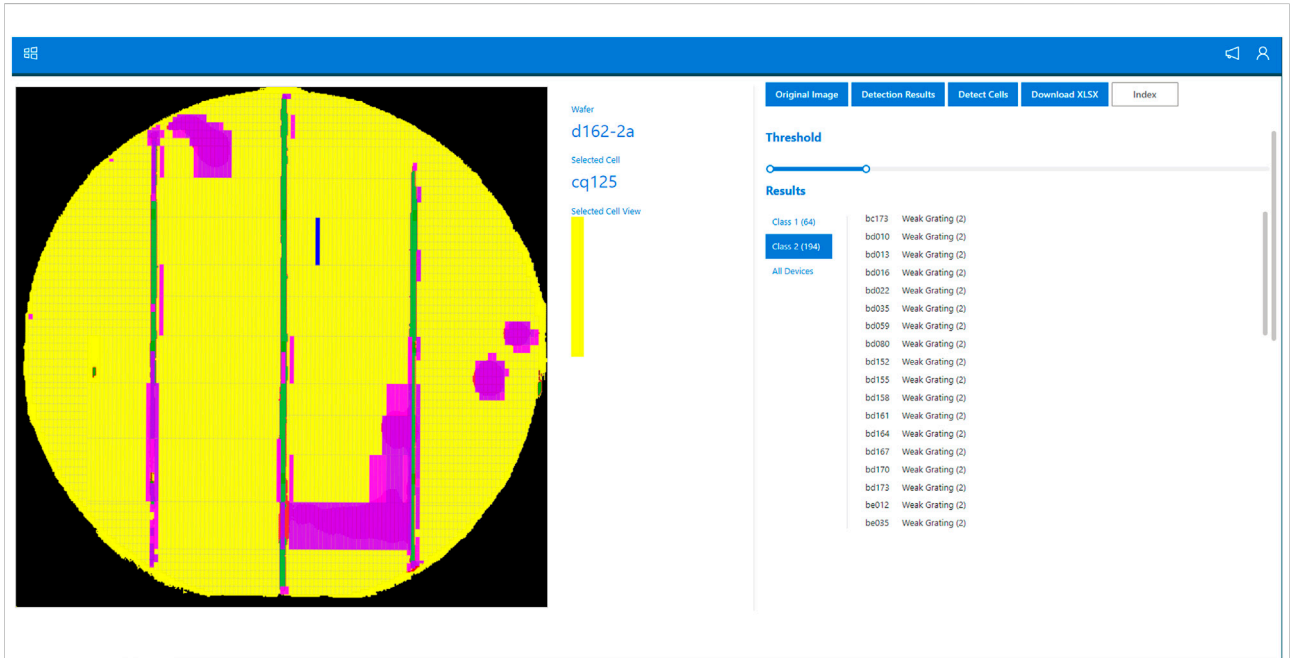 Wafer
d162-2a
Selected Cell
cq125
Selected Cell View
Original Image
Detection Results
Detect Cells
Download XLSX
Index
Threshold
Results
Class 1 (64)
Class 2 (194)
All Devices
bc173 Weak Grating (2)
bd010 Weak Grating (2)
bd013 Weak Grating (2)
bd016 Weak Grating (2)
bd022 Weak Grating (2)
bd035 Weak Grating (2)
bd059 Weak Grating (2)
bd080 Weak Grating (2)
bd152 Weak Grating (2)
bd155 Weak Grating (2)
bd158 Weak Grating (2)
bd161 Weak Grating (2)
bd164 Weak Grating (2)
bd167 Weak Grating (2)
bd170 Weak Grating (2)
bd173 Weak Grating (2)
be012 Weak Grating (2)
be035 Weak Grating (2)